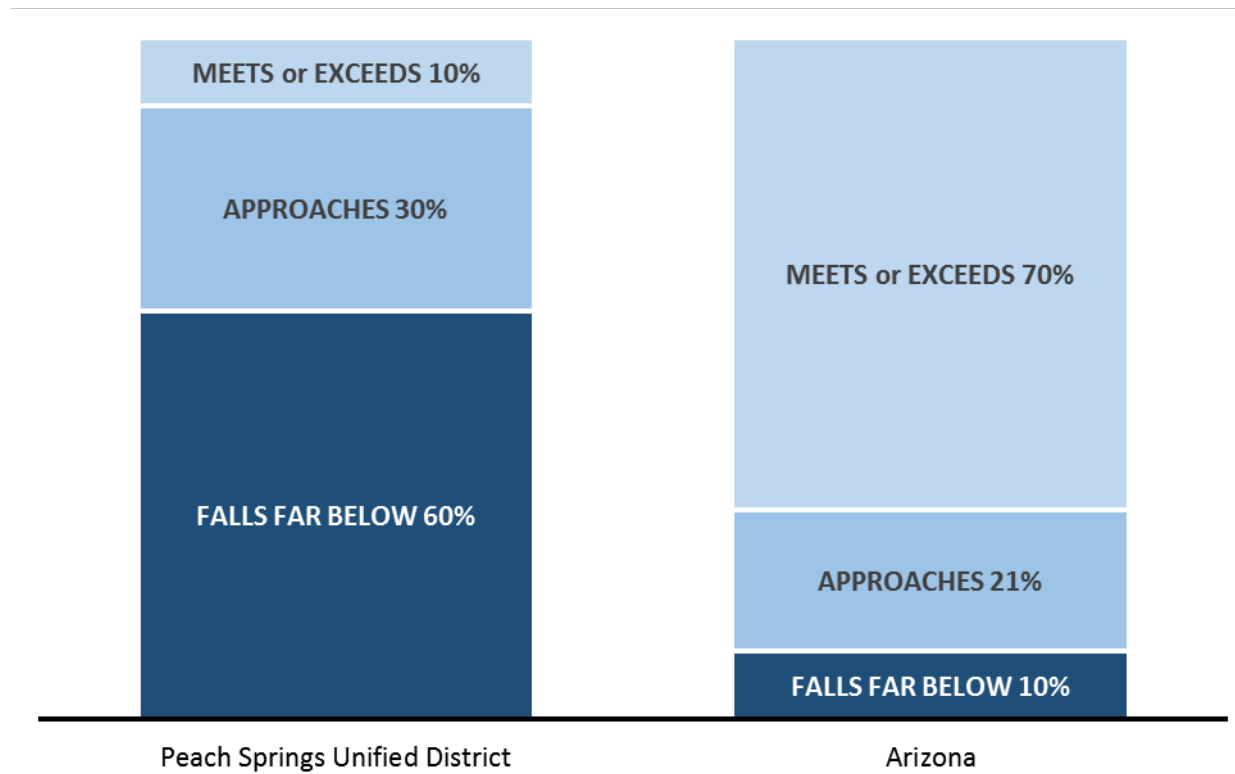 MEETS or EXCEEDS 10%
APPROACHES 30%
FALLS FAR BELOW 60%
Peach Springs Unified District
MEETS or EXCEEDS 70%
APPROACHES 21%
FALLS FAR BELOW 10%
Arizona